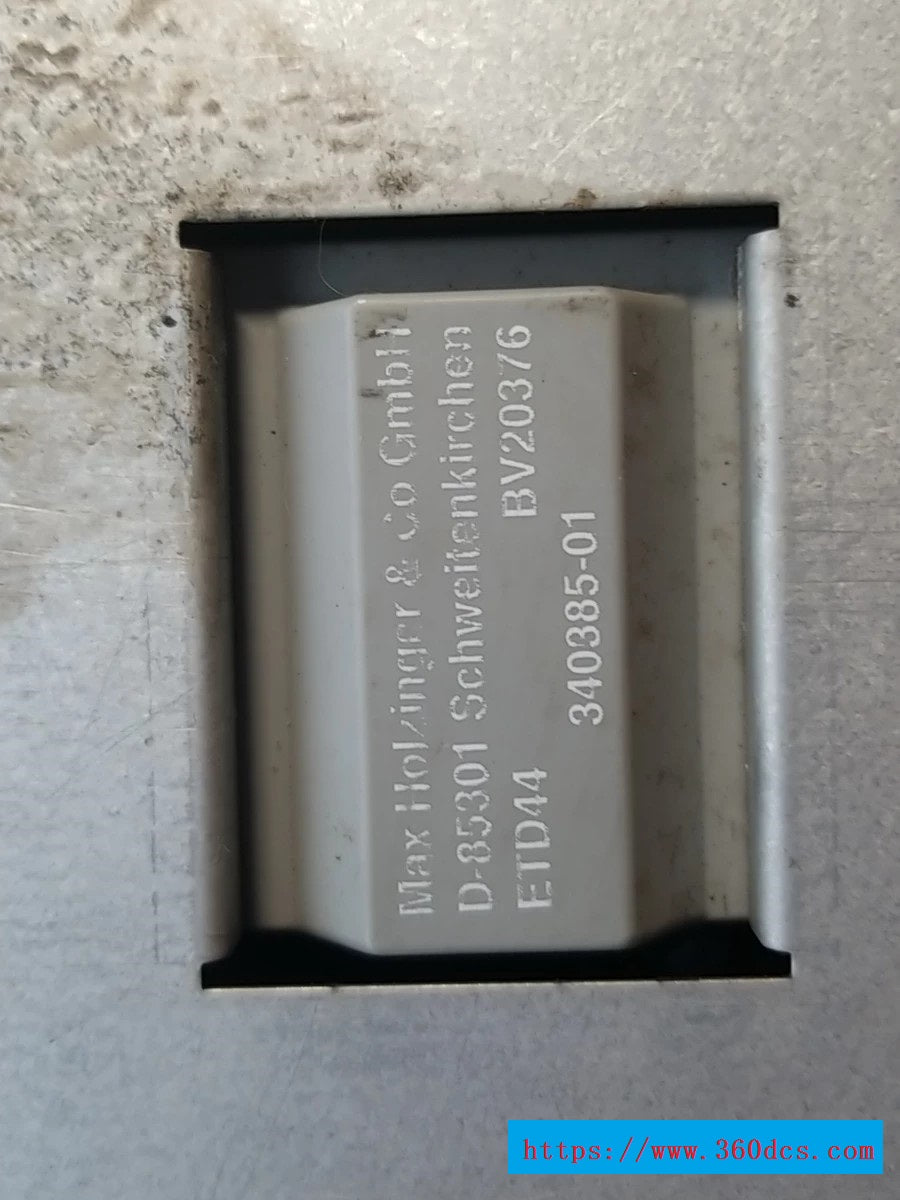 Max Holzinger & Co GmbH
D-85301 Schweitenkirchen
ETD44 BV20376
340385-01
https://www.360dcs.com